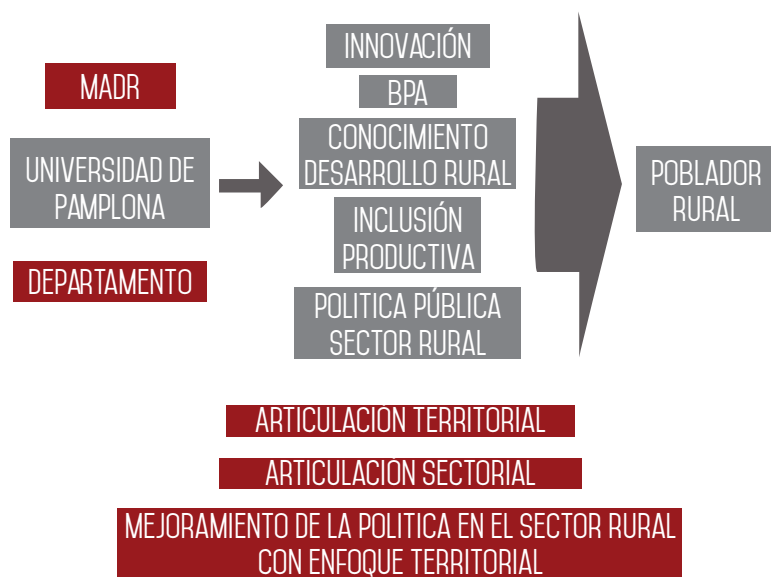 MADR
UNIVERSIDAD DE
PAMPLONA
DEPARTAMENTO
INNOVACIÓN
BPA
CONOCIMIENTO
DESARROLLO RURAL
INCLUSIÓN
PRODUCTIVA
POLITICA PÚBLICA
SECTOR RURAL
POBLADOR
RURAL
ARTICULACIÓN TERRITORIAL
ARTICULACIÓN SECTORIAL
MEJORAMIENTO DE LA POLITICA EN EL SECTOR RURAL
CON ENFOQUE TERRITORIAL